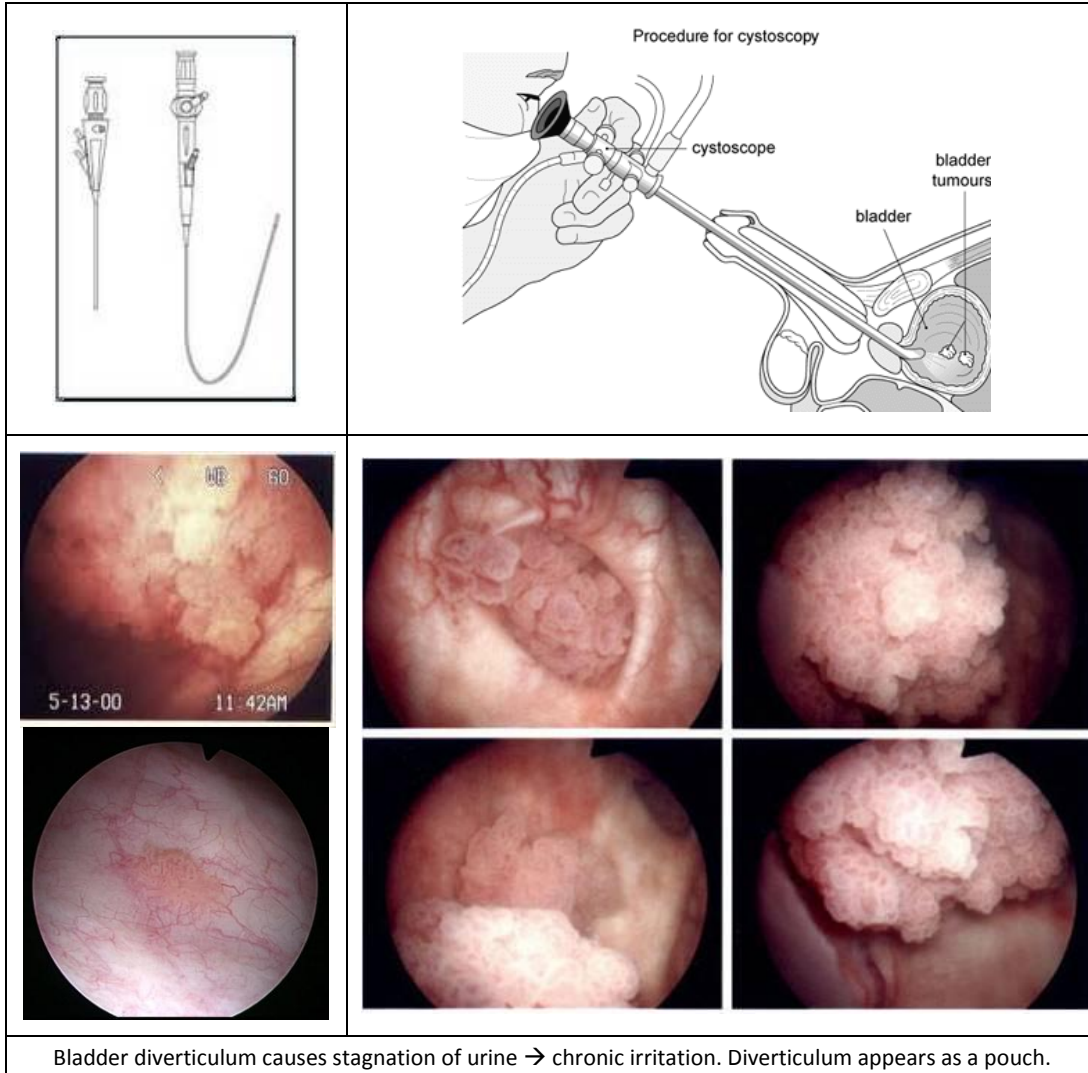 Procedure for cystoscopy
cystoscope
bladder
tumours
bladder
< WB 60
5-13-00 11:42AM
Bladder diverticulum causes stagnation of urine → chronic irritation. Diverticulum appears as a pouch.